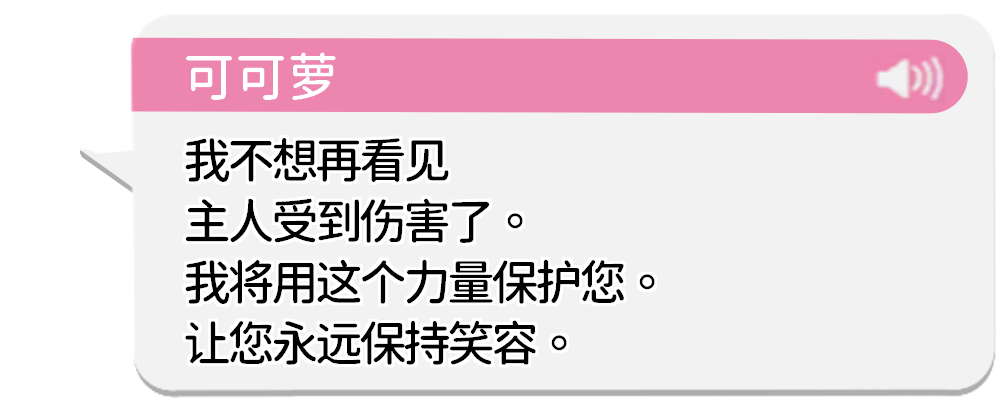 可可萝
我不想再看见
主人受到伤害了。
我将用这个力量保护您。
让您永远保持笑容。